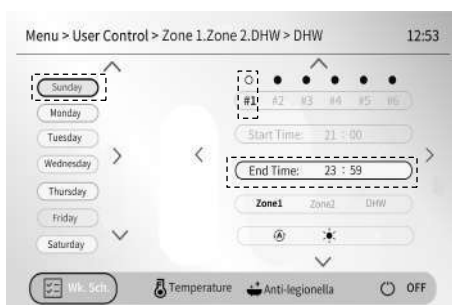 Menu > User Control > Zone 1.Zone 2.DHW > DHW 12:53
Sunday
Monday
Tuesday
Wednesday
Thursday
Friday
Saturday
#1 #2 #3 #4 #5 #6
Start Time: 21 : 00
End Time: 23 : 59
Zone1 Zone2 DHW
A
Wk. Sch. Temperature Anti-legionella OFF